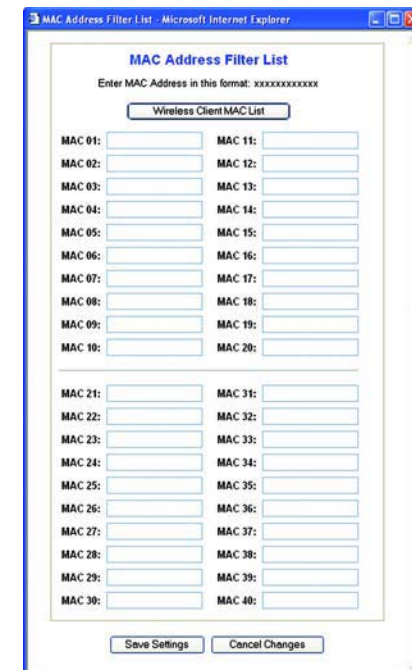 MAC Address Filter List - Microsoft Internet Explorer
MAC Address Filter List
Enter MAC Address in this format: xxxxxxxxxxxx
Wireless Client MAC List
MAC 01: MAC 11:
MAC 02: MAC 12:
MAC 03: MAC 13:
MAC 04: MAC 14:
MAC 05: MAC 15:
MAC 06: MAC 16:
MAC 07: MAC 17:
MAC 08: MAC 18:
MAC 09: MAC 19:
MAC 10: MAC 20:
MAC 21: MAC 31:
MAC 22: MAC 32:
MAC 23: MAC 33:
MAC 24: MAC 34:
MAC 25: MAC 35:
MAC 26: MAC 36:
MAC 27: MAC 37:
MAC 28: MAC 38:
MAC 29: MAC 39:
MAC 30: MAC 40:
Save Settings Cancel Changes